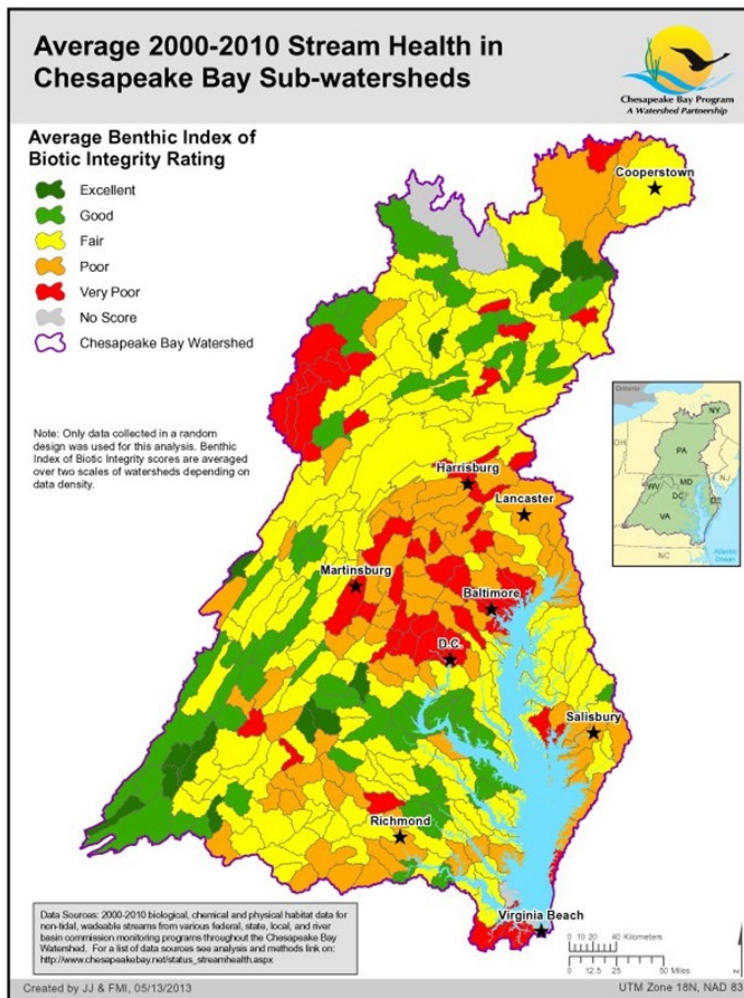 Average 2000-2010 Stream Health in
Chesapeake Bay Sub-watersheds
Chesapeake Bay Program
A Watershed Partnership
Average Benthic Index of
Biotic Integrity Rating
Excellent
Good
Fair
Poor
Very Poor
No Score
Chesapeake Bay Watershed
Note: Only data collected in a random
design was used for this analysis. Benthic
Index of Biotic Integrity scores are averaged
over two scales of watersheds depending on
data density.
Cooperstown
Harrisburg
Lancaster
Martinsburg
Baltimore
D.C.
Salisbury
Richmond
Virginia Beach
Ontario
NY
OH
PA
NJ
MD
WV
DC
VA
Atlantic
Ocean
NC
Data Sources: 2000-2010 biological, chemical and physical habitat data for
non-tidal, wadeable streams from various federal, state, local, and river
basin commission monitoring programs throughout the Chesapeake Bay
Watershed. For a list of data sources see analysis and methods link on:
http://www.chesapeakebay.net/status_streamhealth.aspx
0 10 20 40 Kilometers
0 12.5 25 50 Miles
N
Created by JJ & FMI, 05/13/2013
UTM Zone 18N, NAD 83